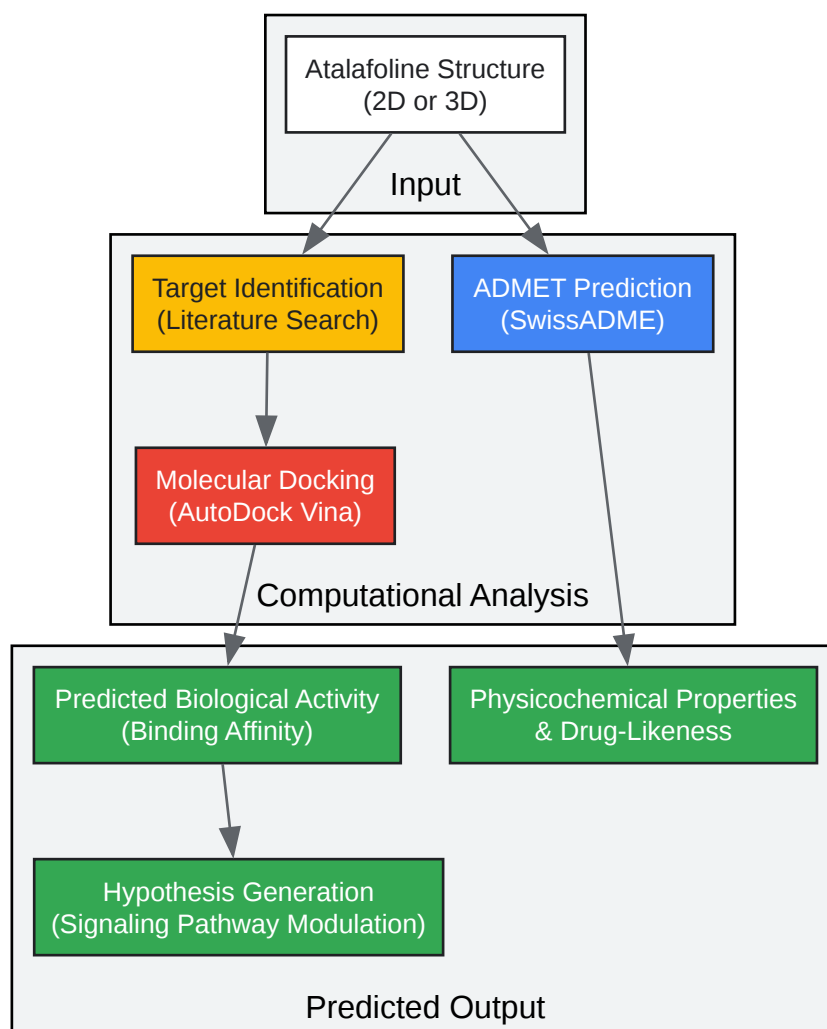 Atalafoline Structure
(2D or 3D)
Input
Target Identification
(Literature Search)
ADMET Prediction
(SwissADME)
Molecular Docking
(AutoDock Vina)
Computational Analysis
Predicted Biological Activity
(Binding Affinity)
Physicochemical Properties
& Drug-Likeness
Hypothesis Generation
(Signaling Pathway Modulation)
Predicted Output